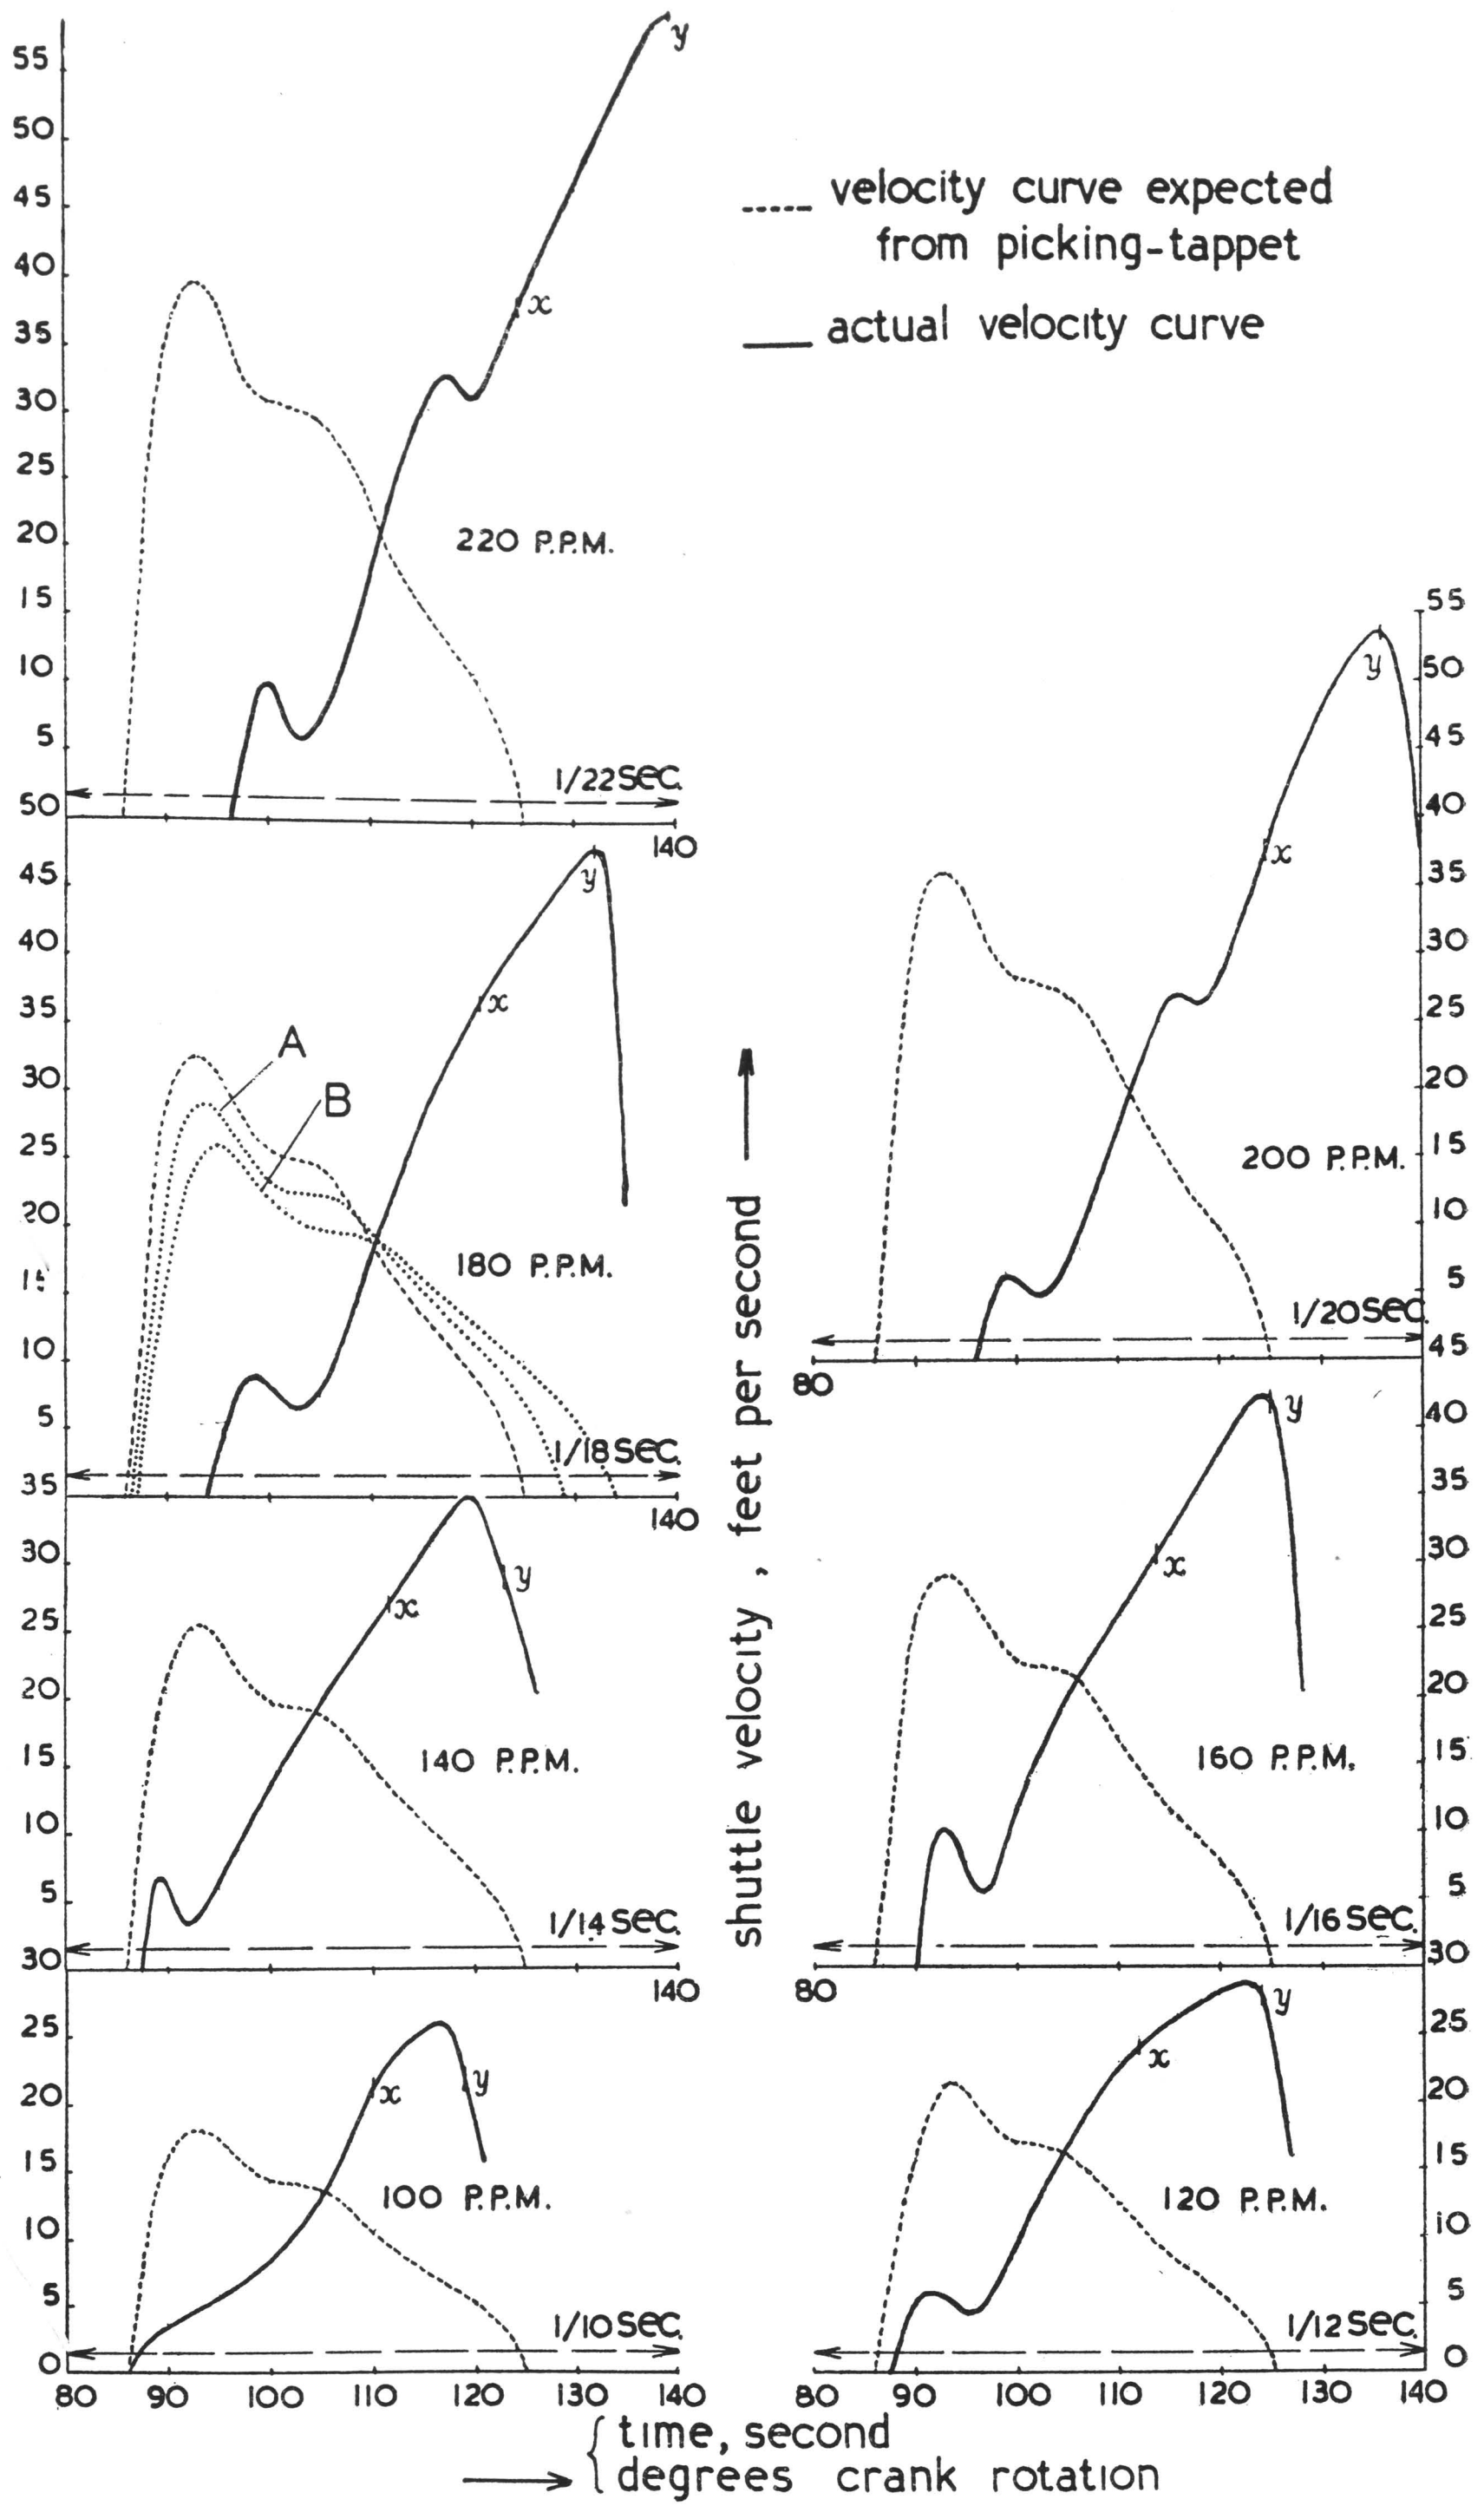 55
50
45
40
35
30
25
20
15
10
5
y
x
220 P.P.M.
1/22 sec.
140
velocity curve expected
from picking-tappet
actual velocity curve
50
45
40
35
30
25
20
10
5
A
B
y
x
180 P.P.M.
1/18 sec.
140
35
30
25
20
15
10
5
y
x
140 P.P.M.
1/14 sec.
140
30
25
20
15
10
5
0
y
x
100 P.P.M.
1/10 sec.
80 90 100 110 120 130 140
shuttle velocity, feet per second
55
50
45
40
35
30
25
20
15
10
5
y
x
200 P.P.M.
1/20 sec.
80
45
40
35
30
25
20
15
10
5
y
x
160 P.P.M.
1/16 sec.
80
30
25
20
15
10
5
0
y
x
120 P.P.M.
1/12 sec.
80 90 100 110 120 130 140
time, second
degrees crank rotation